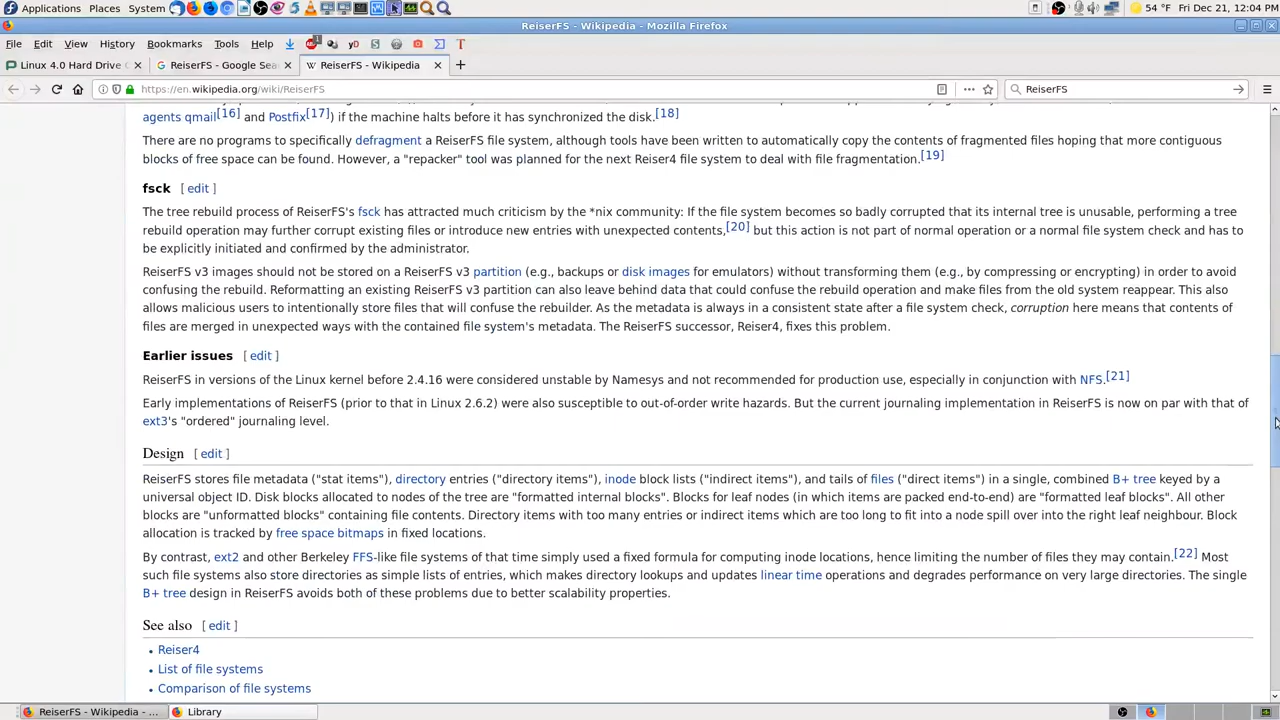 Applications Places System
54 °F Fri Dec 21, 12:04 PM
ReiserFS - Wikipedia - Mozilla Firefox
File Edit View History Bookmarks Tools Help
1 yD S T
Linux 4.0 Hard Drive
ReiserFS - Google Sea
W ReiserFS - Wikipedia
https://en.wikipedia.org/wiki/ReiserFS
ReiserFS
agents qmail[16] and Postfix[17]) if the machine halts before it has synchronized the disk.[18]
There are no programs to specifically defragment a ReiserFS file system, although tools have been written to automatically copy the contents of fragmented files hoping that more contiguous
blocks of free space can be found. However, a "repacker" tool was planned for the next Reiser4 file system to deal with file fragmentation.[19]
fsck [ edit ]
The tree rebuild process of ReiserFS's fsck has attracted much criticism by the *nix community: If the file system becomes so badly corrupted that its internal tree is unusable, performing a tree
rebuild operation may further corrupt existing files or introduce new entries with unexpected contents,[20] but this action is not part of normal operation or a normal file system check and has to
be explicitly initiated and confirmed by the administrator.
ReiserFS v3 images should not be stored on a ReiserFS v3 partition (e.g., backups or disk images for emulators) without transforming them (e.g., by compressing or encrypting) in order to avoid
confusing the rebuild. Reformatting an existing ReiserFS v3 partition can also leave behind data that could confuse the rebuild operation and make files from the old system reappear. This also
allows malicious users to intentionally store files that will confuse the rebuilder. As the metadata is always in a consistent state after a file system check, corruption here means that contents of
files are merged in unexpected ways with the contained file system's metadata. The ReiserFS successor, Reiser4, fixes this problem.
Earlier issues [ edit ]
ReiserFS in versions of the Linux kernel before 2.4.16 were considered unstable by Namesys and not recommended for production use, especially in conjunction with NFS.[21]
Early implementations of ReiserFS (prior to that in Linux 2.6.2) were also susceptible to out-of-order write hazards. But the current journaling implementation in ReiserFS is now on par with that of
ext3's "ordered" journaling level.
Design [ edit ]
ReiserFS stores file metadata ("stat items"), directory entries ("directory items"), inode block lists ("indirect items"), and tails of files ("direct items") in a single, combined B+ tree keyed by a
universal object ID. Disk blocks allocated to nodes of the tree are "formatted internal blocks". Blocks for leaf nodes (in which items are packed end-to-end) are "formatted leaf blocks". All other
blocks are "unformatted blocks" containing file contents. Directory items with too many entries or indirect items which are too long to fit into a node spill over into the right leaf neighbour. Block
allocation is tracked by free space bitmaps in fixed locations.
By contrast, ext2 and other Berkeley FFS-like file systems of that time simply used a fixed formula for computing inode locations, hence limiting the number of files they may contain.[22] Most
such file systems also store directories as simple lists of entries, which makes directory lookups and updates linear time operations and degrades performance on very large directories. The single
B+ tree design in ReiserFS avoids both of these problems due to better scalability properties.
See also [ edit ]
• Reiser4
• List of file systems
• Comparison of file systems
ReiserFS - Wikipedia - ...
Library